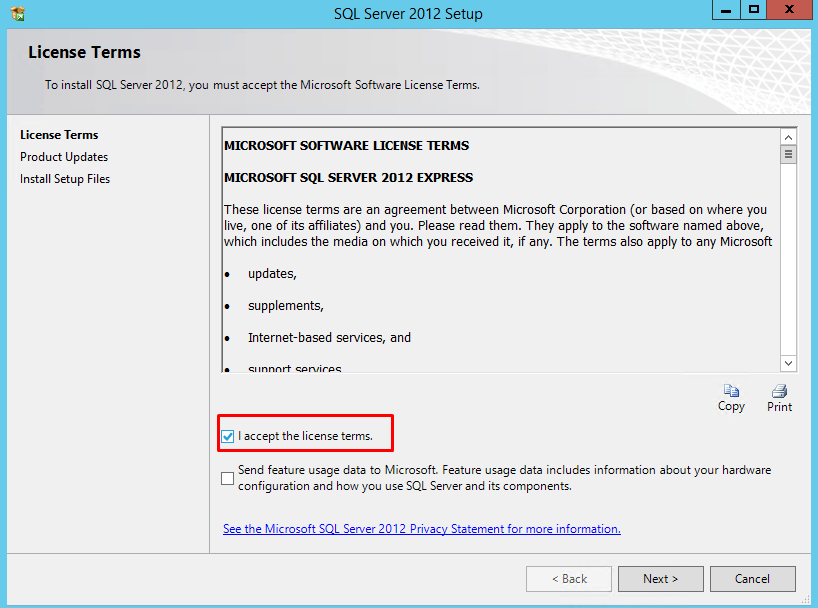 SQL Server 2012 Setup
License Terms
To install SQL Server 2012, you must accept the Microsoft Software License Terms.
License Terms
Product Updates
Install Setup Files
MICROSOFT SOFTWARE LICENSE TERMS
MICROSOFT SQL SERVER 2012 EXPRESS
These license terms are an agreement between Microsoft Corporation (or based on where you
live, one of its affiliates) and you. Please read them. They apply to the software named above,
which includes the media on which you received it, if any. The terms also apply to any Microsoft
• updates,
• supplements,
• Internet-based services, and
• support services
Copy
Print
I accept the license terms.
Send feature usage data to Microsoft. Feature usage data includes information about your hardware
configuration and how you use SQL Server and its components.
See the Microsoft SQL Server 2012 Privacy Statement for more information.
< Back
Next >
Cancel